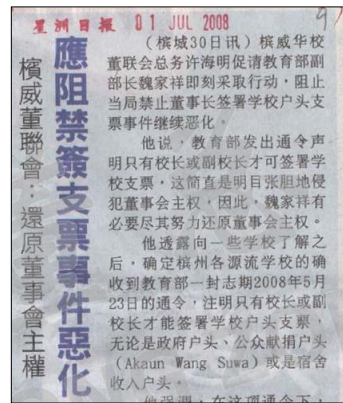 星洲日报 01 JUL 2008
9
應阻禁簽支票事件惡化
檳威董聯會：還原董事會主權
（槟城30日讯）槟威华校
董联会总务许海明促请教育部副
部长魏家祥即刻采取行动，阻止
当局禁止董事长签署学校户头支
票事件继续恶化。
他说，教育部发出通令声
明只有校长或副校长才可签署学
校支票，这简直是明目张胆地侵
犯董事会主权，因此，魏家祥有
必要尽其努力还原董事会主权。
他透露向一些学校了解之
后，确定槟州各源流学校的确
收到教育部一封志期2008年5月
23日的通令，注明只有校长或副
校长才能签署学校户头支票，
无论是政府户头、公众献捐户头
（Akaun Wang Suwa）或是宿舍
收入户头。
他强调，在这项通令下，